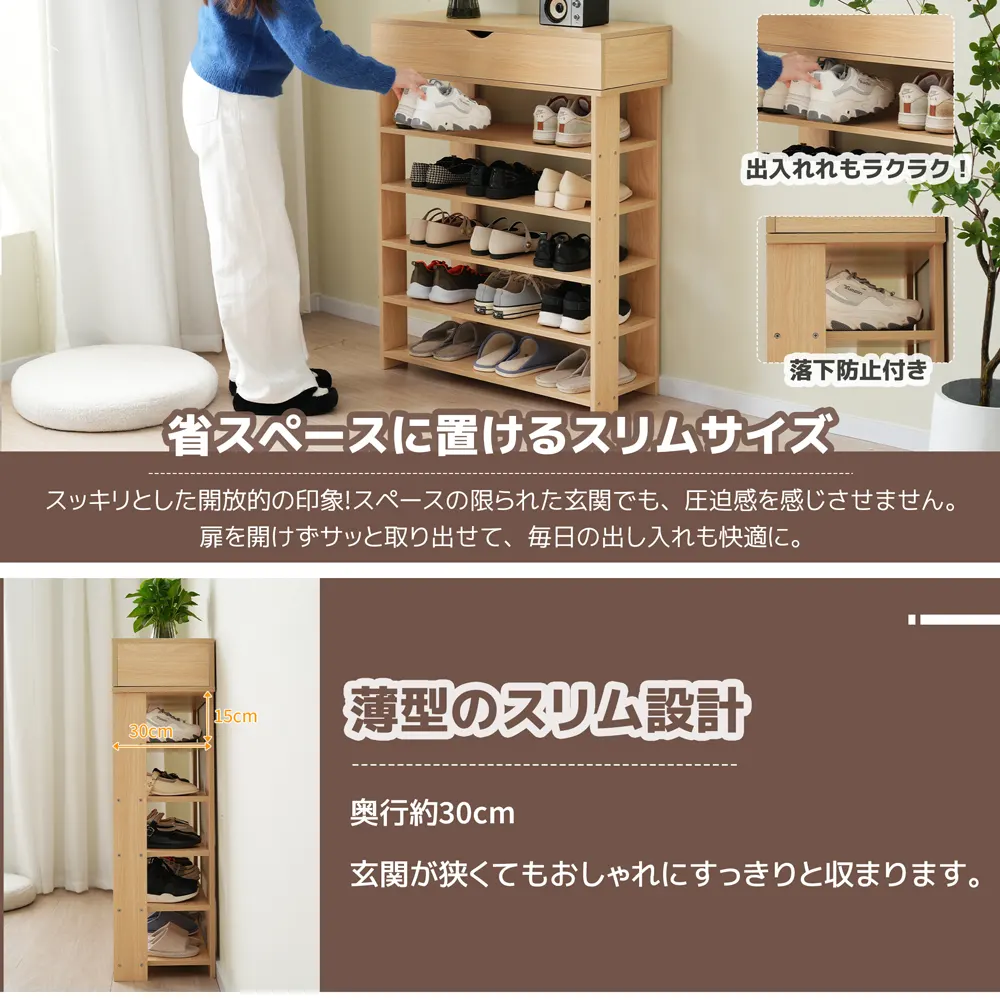 出入れれもラクラク！
落下防止付き
省スペースに置けるスリムサイズ
スッキリとした開放的の印象!スペースの限られた玄関でも、圧迫感を感じさせません。
扉を開けずサッと取り出せて、毎日の出し入れも快適に。
15cm
30cm
薄型のスリム設計
奥行約30cm
玄関が狭くてもおしゃれにすっきりと収まります。